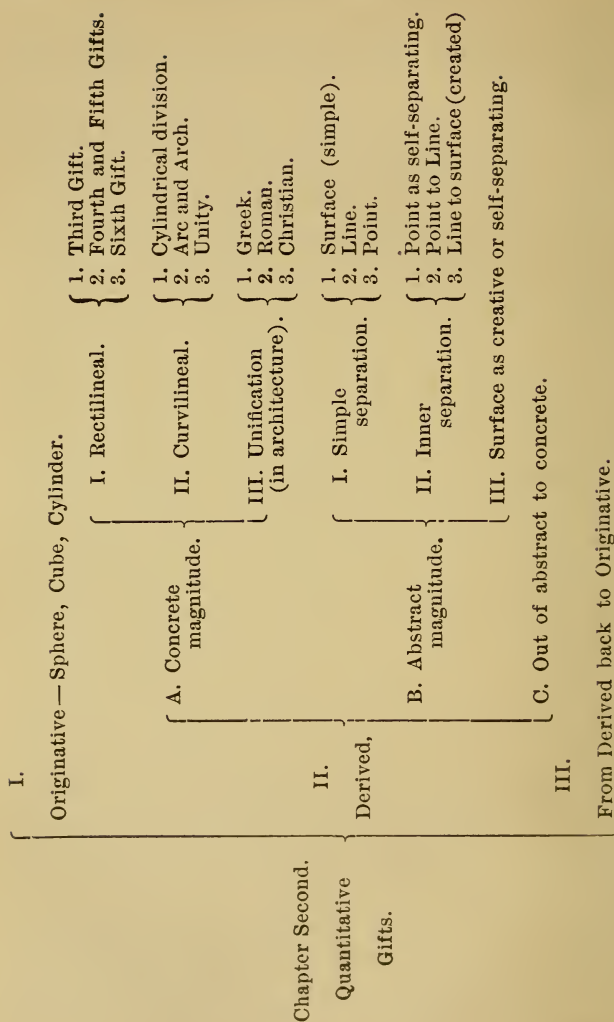 Chapter Second.
Quantitative
Gifts.
I.
Originative — Sphere, Cube, Cylinder.
II.
Derived,
A. Concrete
magnitude.
I. Rectilineal.
1. Third Gift.
2. Fourth and Fifth Gifts.
3. Sixth Gift.
II. Curvilineal.
1. Cylindrical division.
2. Arc and Arch.
3. Unity.
III. Unification
(in architecture).
1. Greek.
2. Roman.
3. Christian.
B. Abstract
magnitude.
I. Simple
separation.
1. Surface (simple).
2. Line.
3. Point.
II. Inner
separation.
1. Point as self-separating.
2. Point to Line.
3. Line to surface (created)
III. Surface as creative or self-separating.
C. Out of abstract to concrete.
III.
From Derived back to Originative.